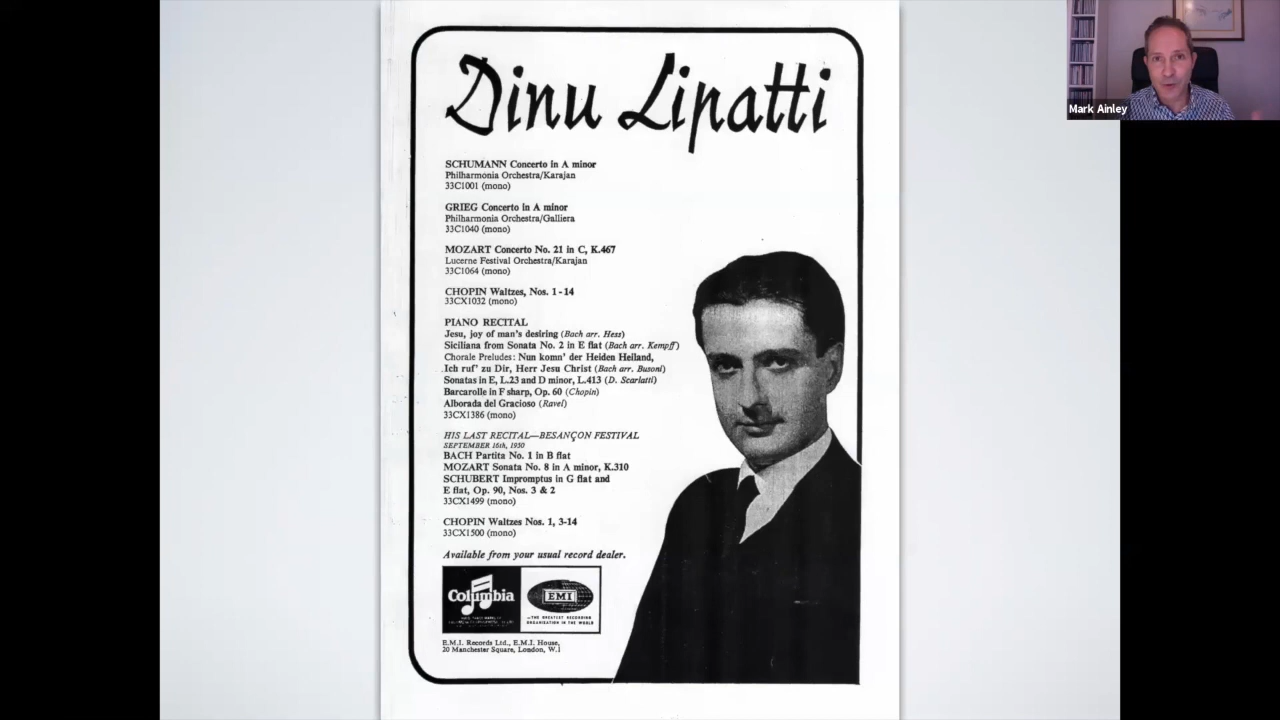 Dinu Lipatti
SCHUMANN Concerto in A minor
Philharmonia Orchestra/Karajan
33C1001 (mono)
GRIEG Concerto in A minor
Philharmonia Orchestra/Galliera
33C1040 (mono)
MOZART Concerto No. 21 in C, K.467
Lucerne Festival Orchestra/Karajan
33C1064 (mono)
CHOPIN Waltzes, Nos. 1-14
33CX1032 (mono)
PIANO RECITAL
Jesu, joy of man's desiring (Bach arr. Hess)
Siciliana from Sonata No. 2 in E flat (Bach arr. Kempff)
Chorale Preludes: Nun komn' der Heiden Heiland,
Ich ruf' zu Dir, Herr Jesu Christ (Bach arr. Busoni)
Sonatas in E, L.23 and D minor, L.413 (D. Scarlatti)
Barcarolle in F sharp, Op. 60 (Chopin)
Alborada del Gracioso (Ravel)
33CX1386 (mono)
HIS LAST RECITAL—BESANÇON FESTIVAL
SEPTEMBER 16th, 1950
BACH Partita No. 1 in B flat
MOZART Sonata No. 8 in A minor, K.310
SCHUBERT Impromptus in G flat and
E flat, Op. 90, Nos. 3 & 2
33CX1499 (mono)
CHOPIN Waltzes Nos. 1, 3-14
33CX1500 (mono)
Available from your usual record dealer.
Columbia
EMI
—THE GREATEST RECORDING
ORGANISATION IN THE WORLD
E.M.I. Records Ltd., E.M.I. House,
20 Manchester Square, London, W.1
Mark Ainley